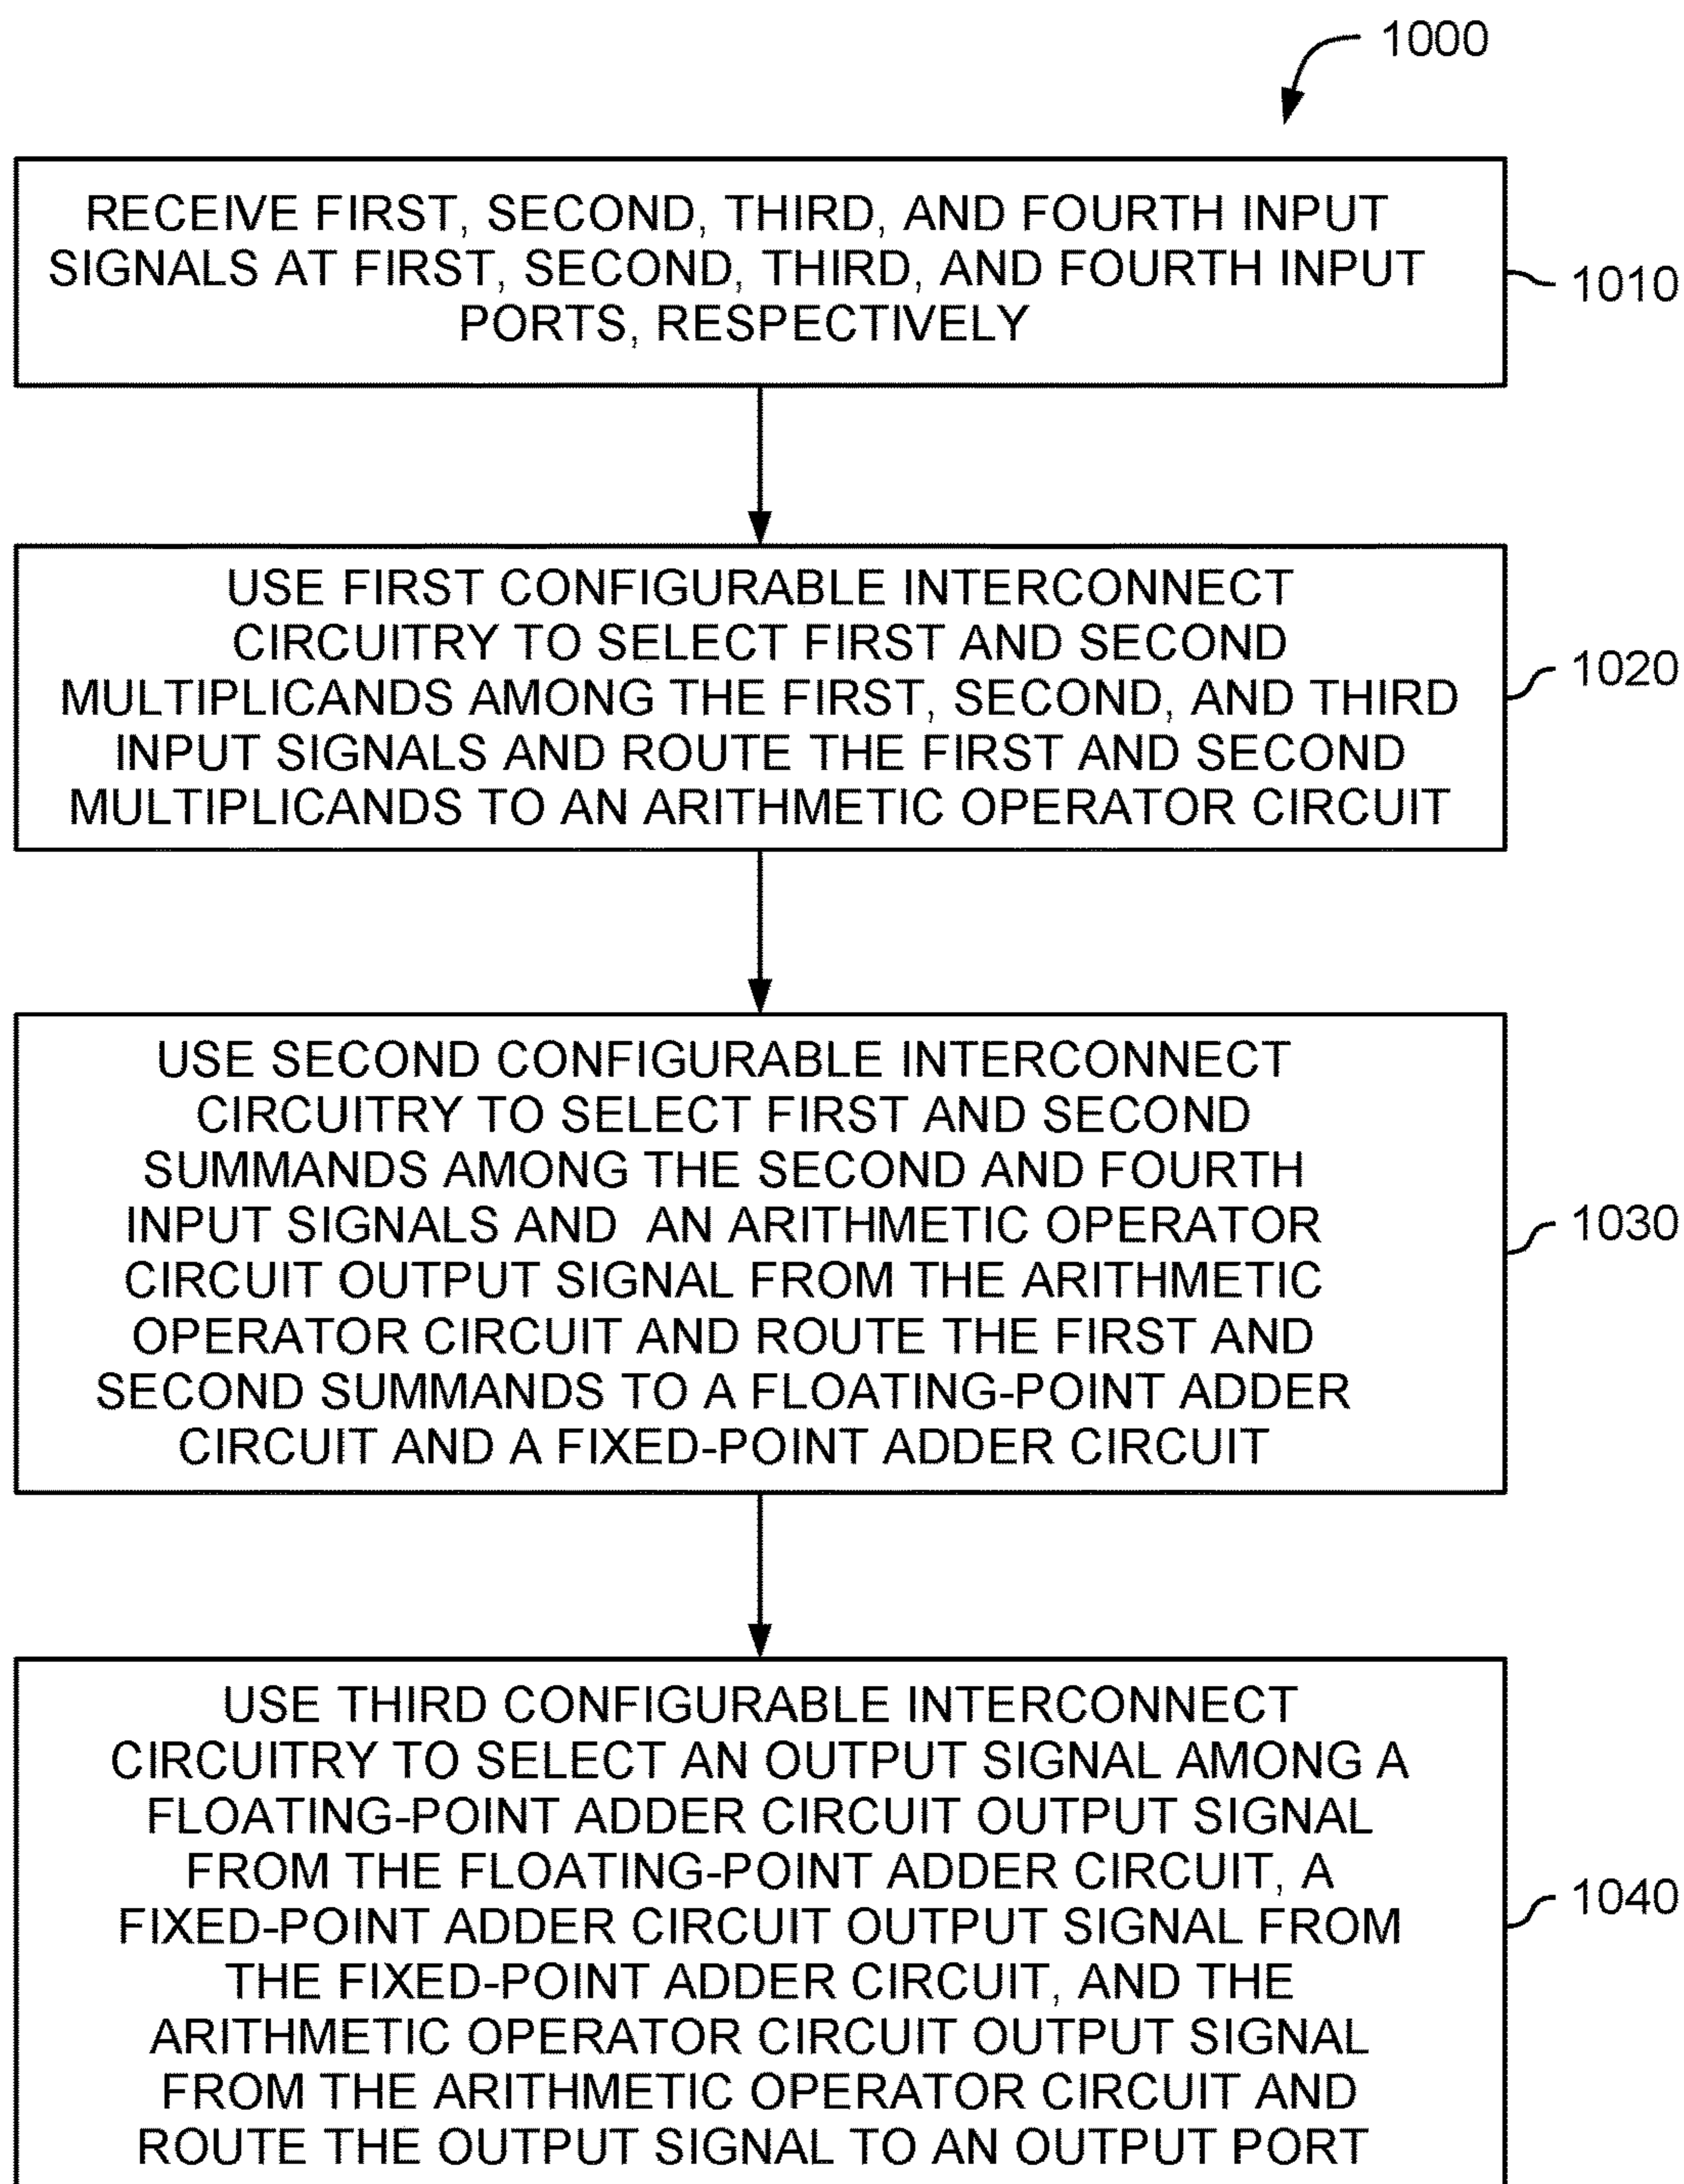 1000
RECEIVE FIRST, SECOND, THIRD, AND FOURTH INPUT
SIGNALS AT FIRST, SECOND, THIRD, AND FOURTH INPUT
PORTS, RESPECTIVELY
1010
USE FIRST CONFIGURABLE INTERCONNECT
CIRCUITRY TO SELECT FIRST AND SECOND
MULTIPLICANDS AMONG THE FIRST, SECOND, AND THIRD
INPUT SIGNALS AND ROUTE THE FIRST AND SECOND
MULTIPLICANDS TO AN ARITHMETIC OPERATOR CIRCUIT
1020
USE SECOND CONFIGURABLE INTERCONNECT
CIRCUITRY TO SELECT FIRST AND SECOND
SUMMANDS AMONG THE SECOND AND FOURTH
INPUT SIGNALS AND AN ARITHMETIC OPERATOR
CIRCUIT OUTPUT SIGNAL FROM THE ARITHMETIC
OPERATOR CIRCUIT AND ROUTE THE FIRST AND
SECOND SUMMANDS TO A FLOATING-POINT ADDER
CIRCUIT AND A FIXED-POINT ADDER CIRCUIT
1030
USE THIRD CONFIGURABLE INTERCONNECT
CIRCUITRY TO SELECT AN OUTPUT SIGNAL AMONG A
FLOATING-POINT ADDER CIRCUIT OUTPUT SIGNAL
FROM THE FLOATING-POINT ADDER CIRCUIT, A
FIXED-POINT ADDER CIRCUIT OUTPUT SIGNAL FROM
THE FIXED-POINT ADDER CIRCUIT, AND THE
ARITHMETIC OPERATOR CIRCUIT OUTPUT SIGNAL
FROM THE ARITHMETIC OPERATOR CIRCUIT AND
ROUTE THE OUTPUT SIGNAL TO AN OUTPUT PORT
1040